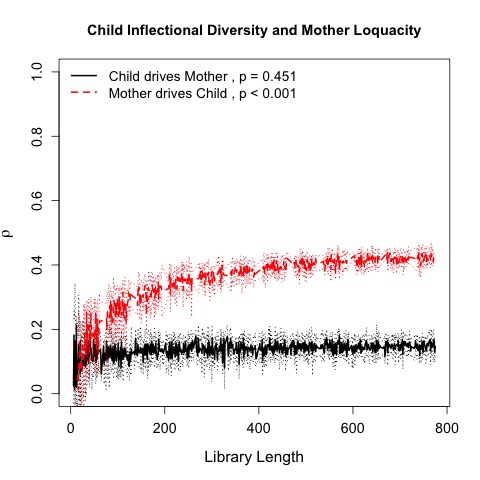 Child Inflectional Diversity and Mother Loquacity
Child drives Mother , p = 0.451
Mother drives Child , p < 0.001
1.0
0.8
0.6
0.4
0.2
0.0
ρ
0 200 400 600 800
Library Length